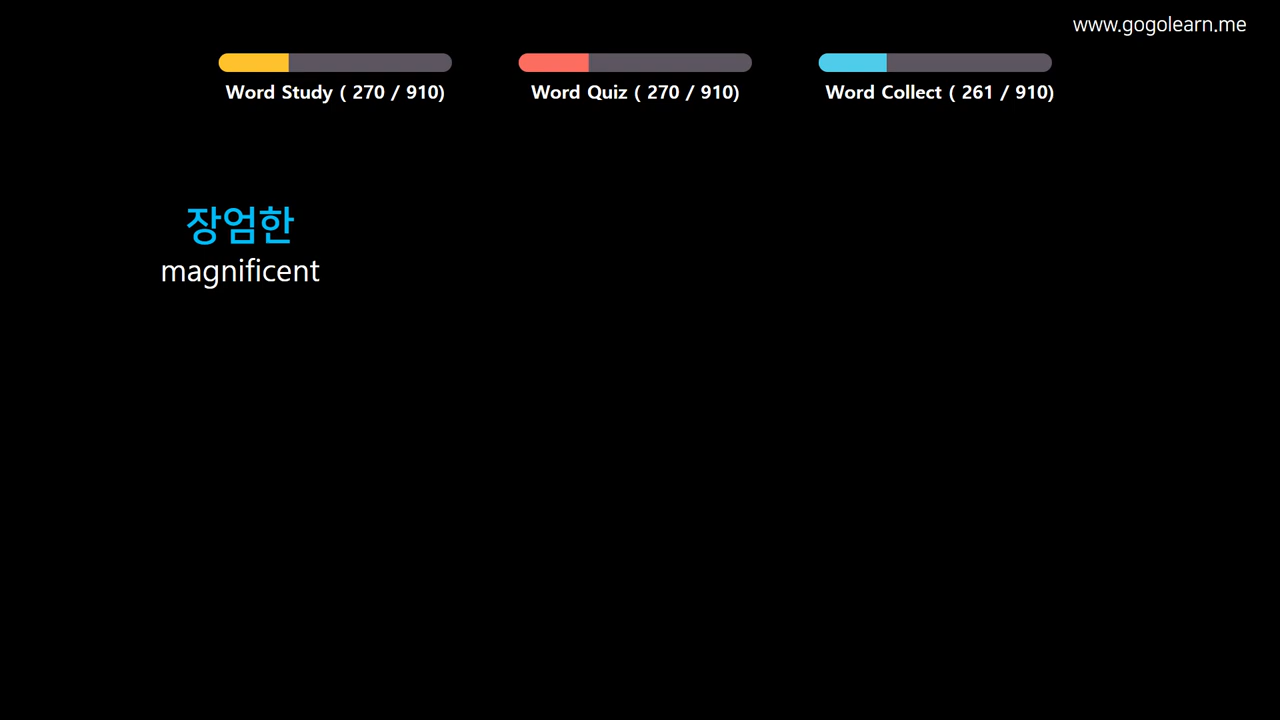 www.gogolearn.me
Word Study ( 270 / 910)
Word Quiz ( 270 / 910)
Word Collect ( 261 / 910)
장엄한
magnificent